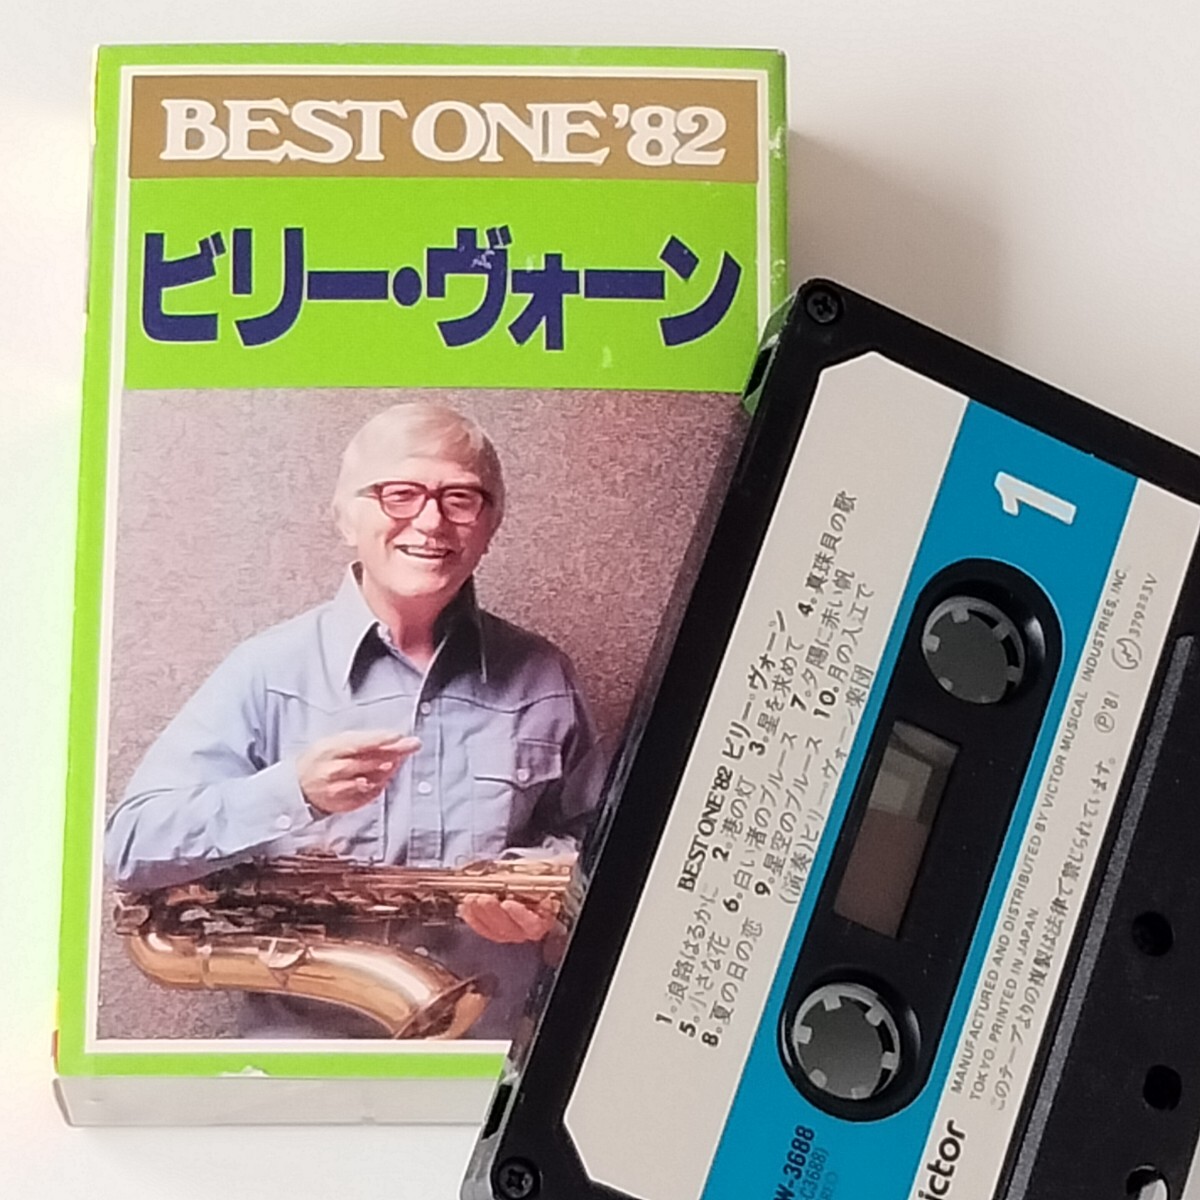 BEST ONE '82
ビリー・ヴォーン
1
BEST ONE '82 ビリー・ヴォーン
1。浪路はるかに 2。港の灯 3。星を求めて 4。真珠貝の歌
5。小さな花 6。白い渚のブルース 7。夕陽に赤い帆
8。夏の日の恋 9。星空のブルース 10。月の入江で
(演奏)ビリー・ヴォーン楽団
W-3688
C3688)
MANUFACTURED AND DISTRIBUTED BY VICTOR MUSICAL INDUSTRIES, INC.
TOKYO. PRINTED IN JAPAN
Ⓟ'81
このテープよりの複製は法律で禁じられています。
ictor